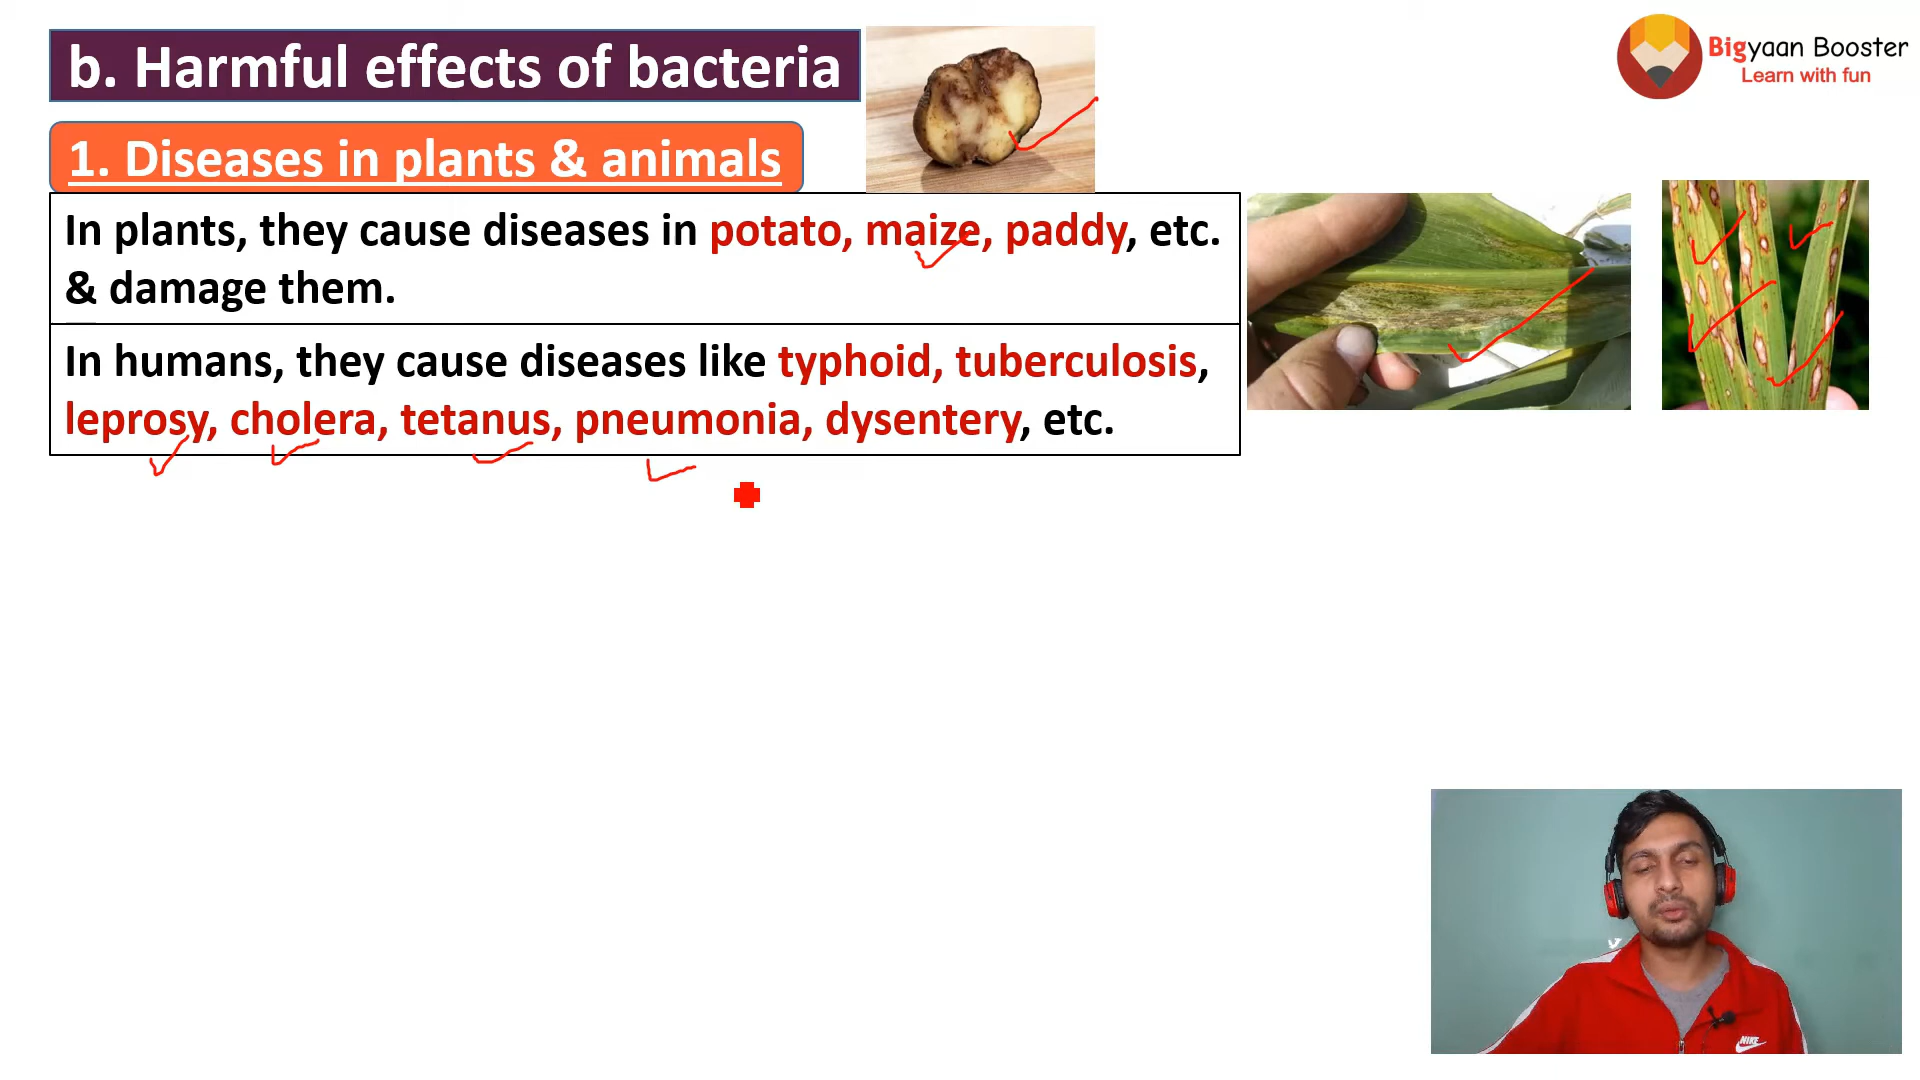 b. Harmful effects of bacteria
Bigyaan Booster
Learn with fun
1. Diseases in plants & animals
In plants, they cause diseases in potato, maize, paddy, etc.
& damage them.
In humans, they cause diseases like typhoid, tuberculosis,
leprosy, cholera, tetanus, pneumonia, dysentery, etc.
NIKE